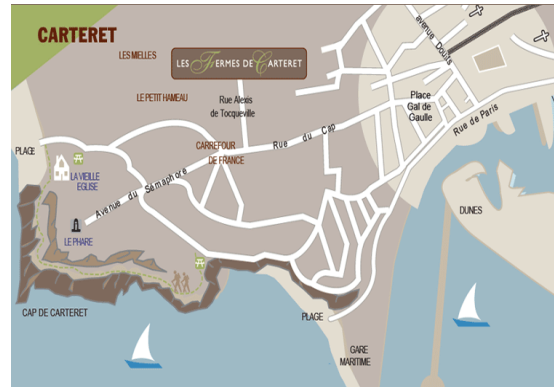 CARTERET
LES MIELLES
LES FERMES DE CARTERET
avenue Douits
LE PETIT HAMEAU
Rue Alexis
de Tocqueville
Place
Gal de
Gaulle
Rue de Paris
Rue du Cap
CARREFOUR
DE FRANCE
PLAGE
LA VIEILLE
EGLISE
Avenue du Sémaphore
DUNES
LE PHARE
CAP DE CARTERET
PLAGE
GARE
MARITIME